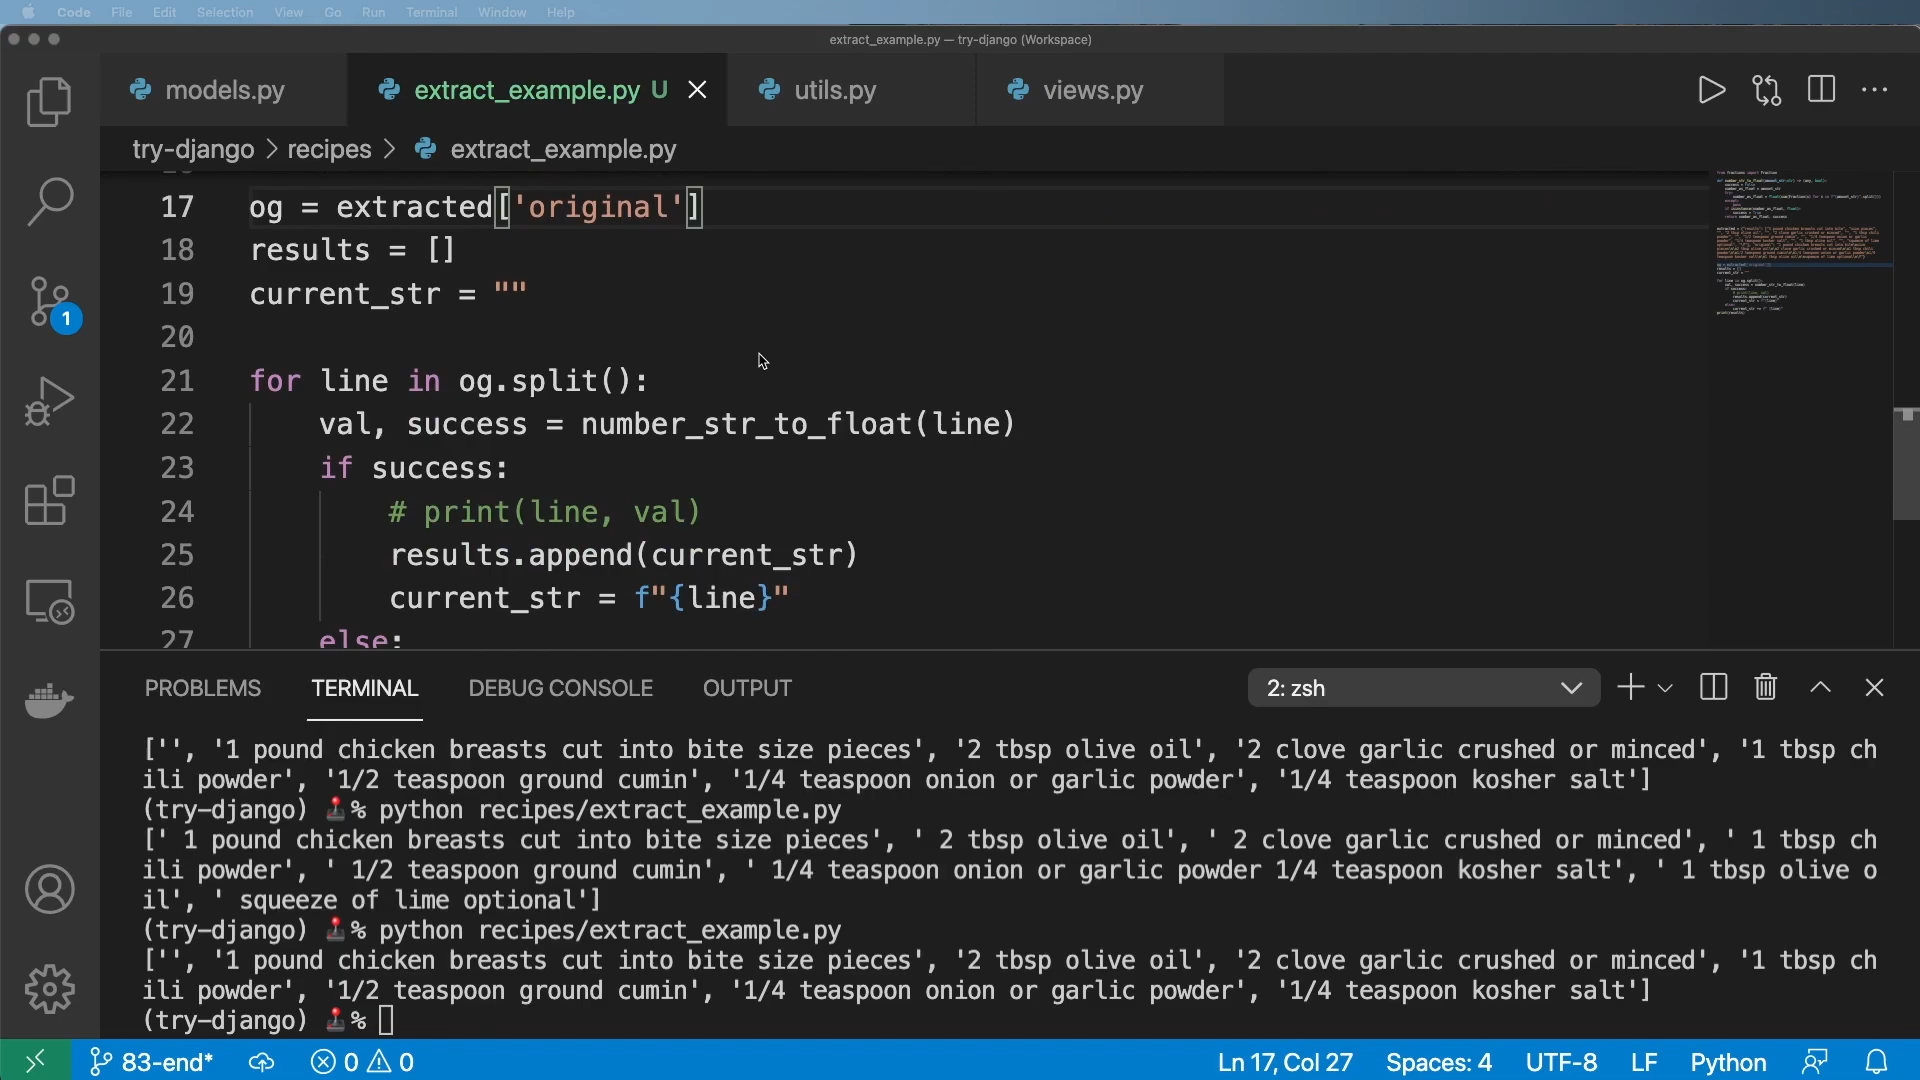 Code File Edit Selection View Go Run Terminal Window Help
extract_example.py — try-django (Workspace)
models.py extract_example.py U utils.py views.py
try-django > recipes > extract_example.py
17 og = extracted['original']
18 results = []
19 current_str = ""
20
21 for line in og.split():
22 val, success = number_str_to_float(line)
23 if success:
24 # print(line, val)
25 results.append(current_str)
26 current_str = f"{line}"
27 else:
1
PROBLEMS TERMINAL DEBUG CONSOLE OUTPUT 2: zsh
['', '1 pound chicken breasts cut into bite size pieces', '2 tbsp olive oil', '2 clove garlic crushed or minced', '1 tbsp ch
ili powder', '1/2 teaspoon ground cumin', '1/4 teaspoon onion or garlic powder', '1/4 teaspoon kosher salt']
(try-django) 🕹% python recipes/extract_example.py
[' 1 pound chicken breasts cut into bite size pieces', ' 2 tbsp olive oil', ' 2 clove garlic crushed or minced', ' 1 tbsp ch
ili powder', ' 1/2 teaspoon ground cumin', ' 1/4 teaspoon onion or garlic powder 1/4 teaspoon kosher salt', ' 1 tbsp olive o
il', ' squeeze of lime optional']
(try-django) 🕹% python recipes/extract_example.py
['', '1 pound chicken breasts cut into bite size pieces', '2 tbsp olive oil', '2 clove garlic crushed or minced', '1 tbsp ch
ili powder', '1/2 teaspoon ground cumin', '1/4 teaspoon onion or garlic powder', '1/4 teaspoon kosher salt']
(try-django) 🕹%
83-end* 0 0 Ln 17, Col 27 Spaces: 4 UTF-8 LF Python